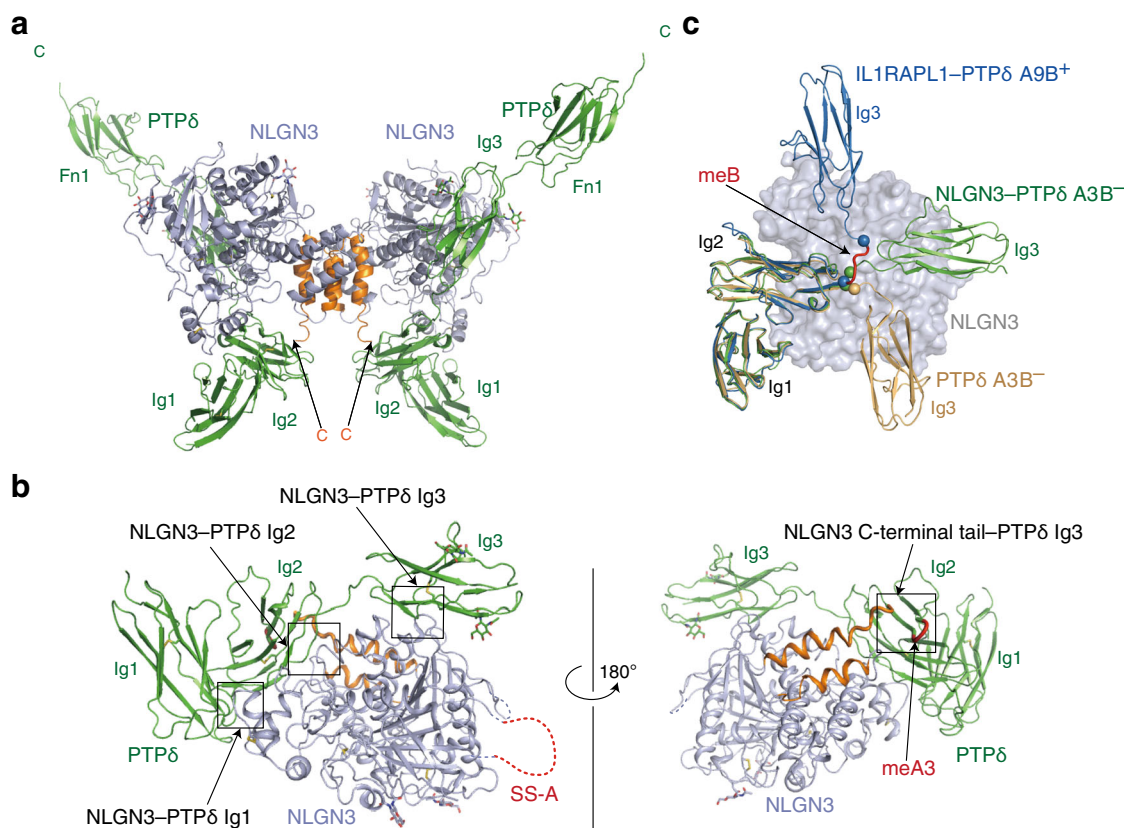 a
C
C
PTPδ
NLGN3
NLGN3
PTPδ
Ig3
Fn1
Fn1
Ig1
Ig2
C
C
Ig2
Ig1
c
IL1RAPL1–PTPδ A9B+
Ig3
meB
NLGN3–PTPδ A3B–
Ig2
Ig3
NLGN3
Ig1
PTPδ A3B–
Ig3
b
NLGN3–PTPδ Ig3
NLGN3–PTPδ Ig2
Ig3
Ig2
Ig1
PTPδ
NLGN3–PTPδ Ig1
NLGN3
SS-A
180°
NLGN3 C-terminal tail–PTPδ Ig3
Ig3
Ig2
Ig1
meA3
PTPδ
NLGN3